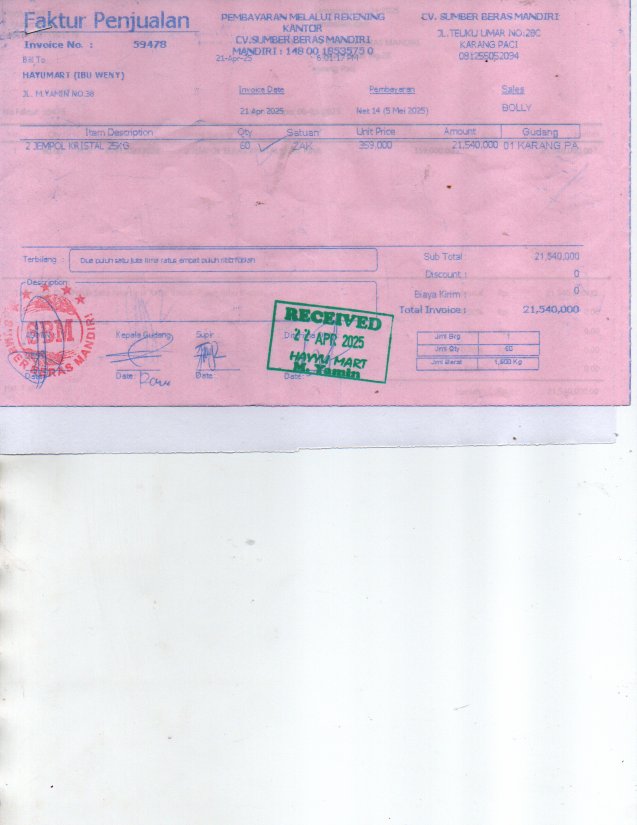 Faktur Penjualan
Invoice No. : 59478
Bill To :
HAYUMART (IBU WENY)
JL. M.YAMIN NO.38
PEMBAYARAN MELALUI REKENING
KANTOR
CV.SUMBER BERAS MANDIRI
MANDIRI : 148 00 1853575 0
21-Apr-25 6:01:17 PM
CV. SUMBER BERAS MANDIRI
JL.TEUKU UMAR NO.28C
KARANG PACI
081255052094
Invoice Date Pembayaran Sales
21 Apr 2025 Net 14 (5 Mei 2025) BOLLY
Item Description Qty Satuan Unit Price Amount Gudang
2 JEMPOL KRISTAL 25KG 60 ZAK 359,000 21,540,000 01 KARANG PA
Terbilang : Dua puluh satu juta lima ratus empat puluh ribu rupiah
Sub Total : 21,540,000
Discount : 0
Biaya Kirim : 0
Total Invoice : 21,540,000
Description
SBM
SUMBER BERAS MANDIRI
Kepala Gudang Supir
Date: Date: Date:
RECEIVED
22 APR 2025
HAYYU MART
M. Yamin
Jml Brg 1
Jml Qty 60
Jml Berat 1,500 Kg